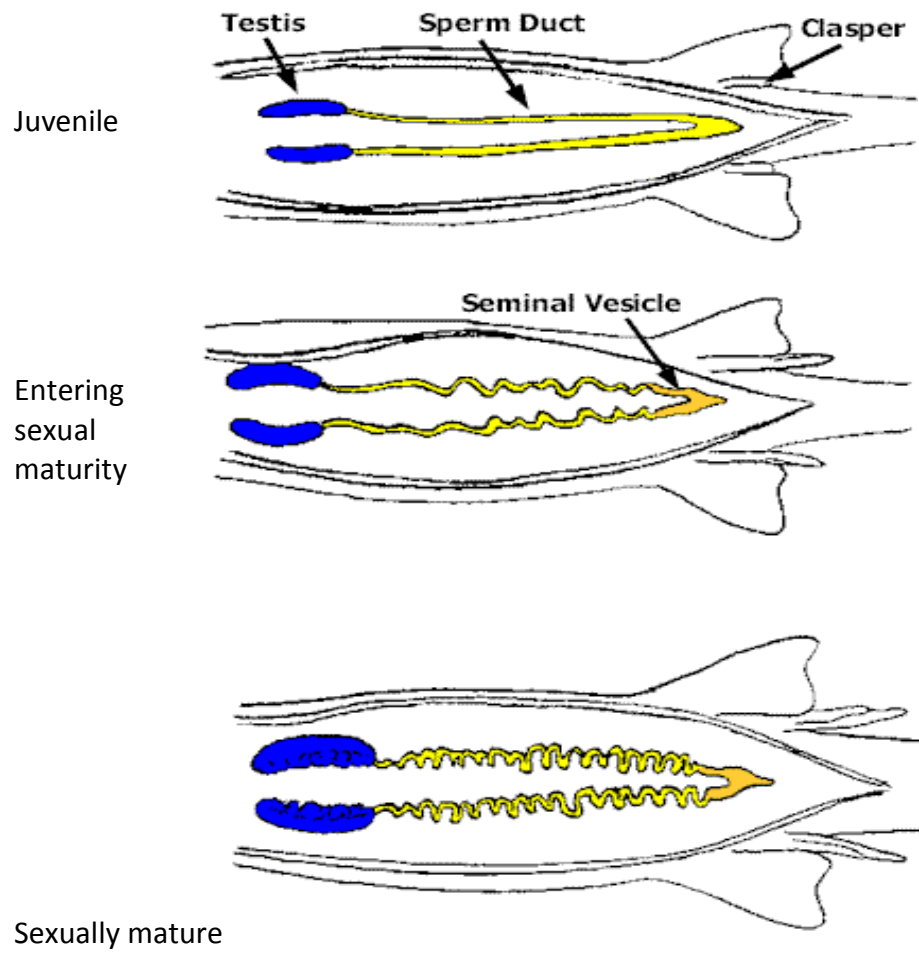 Testis
Sperm Duct
Clasper
Juvenile
Seminal Vesicle
Entering
sexual
maturity
Sexually mature